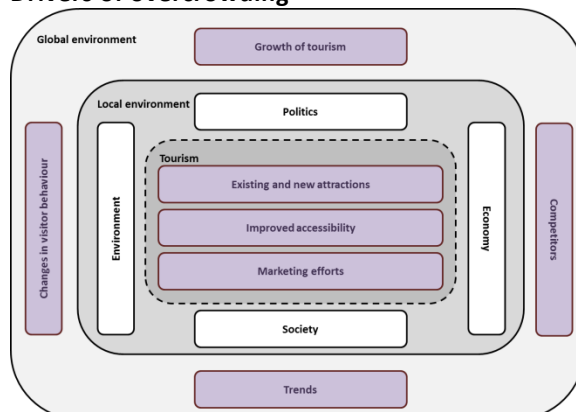 Drivers of overcrowding
Global environment
Growth of tourism
Local environment
Politics
Changes in visitor behaviour
Environment
Tourism
Existing and new attractions
Improved accessibility
Marketing efforts
Economy
Competitors
Society
Trends